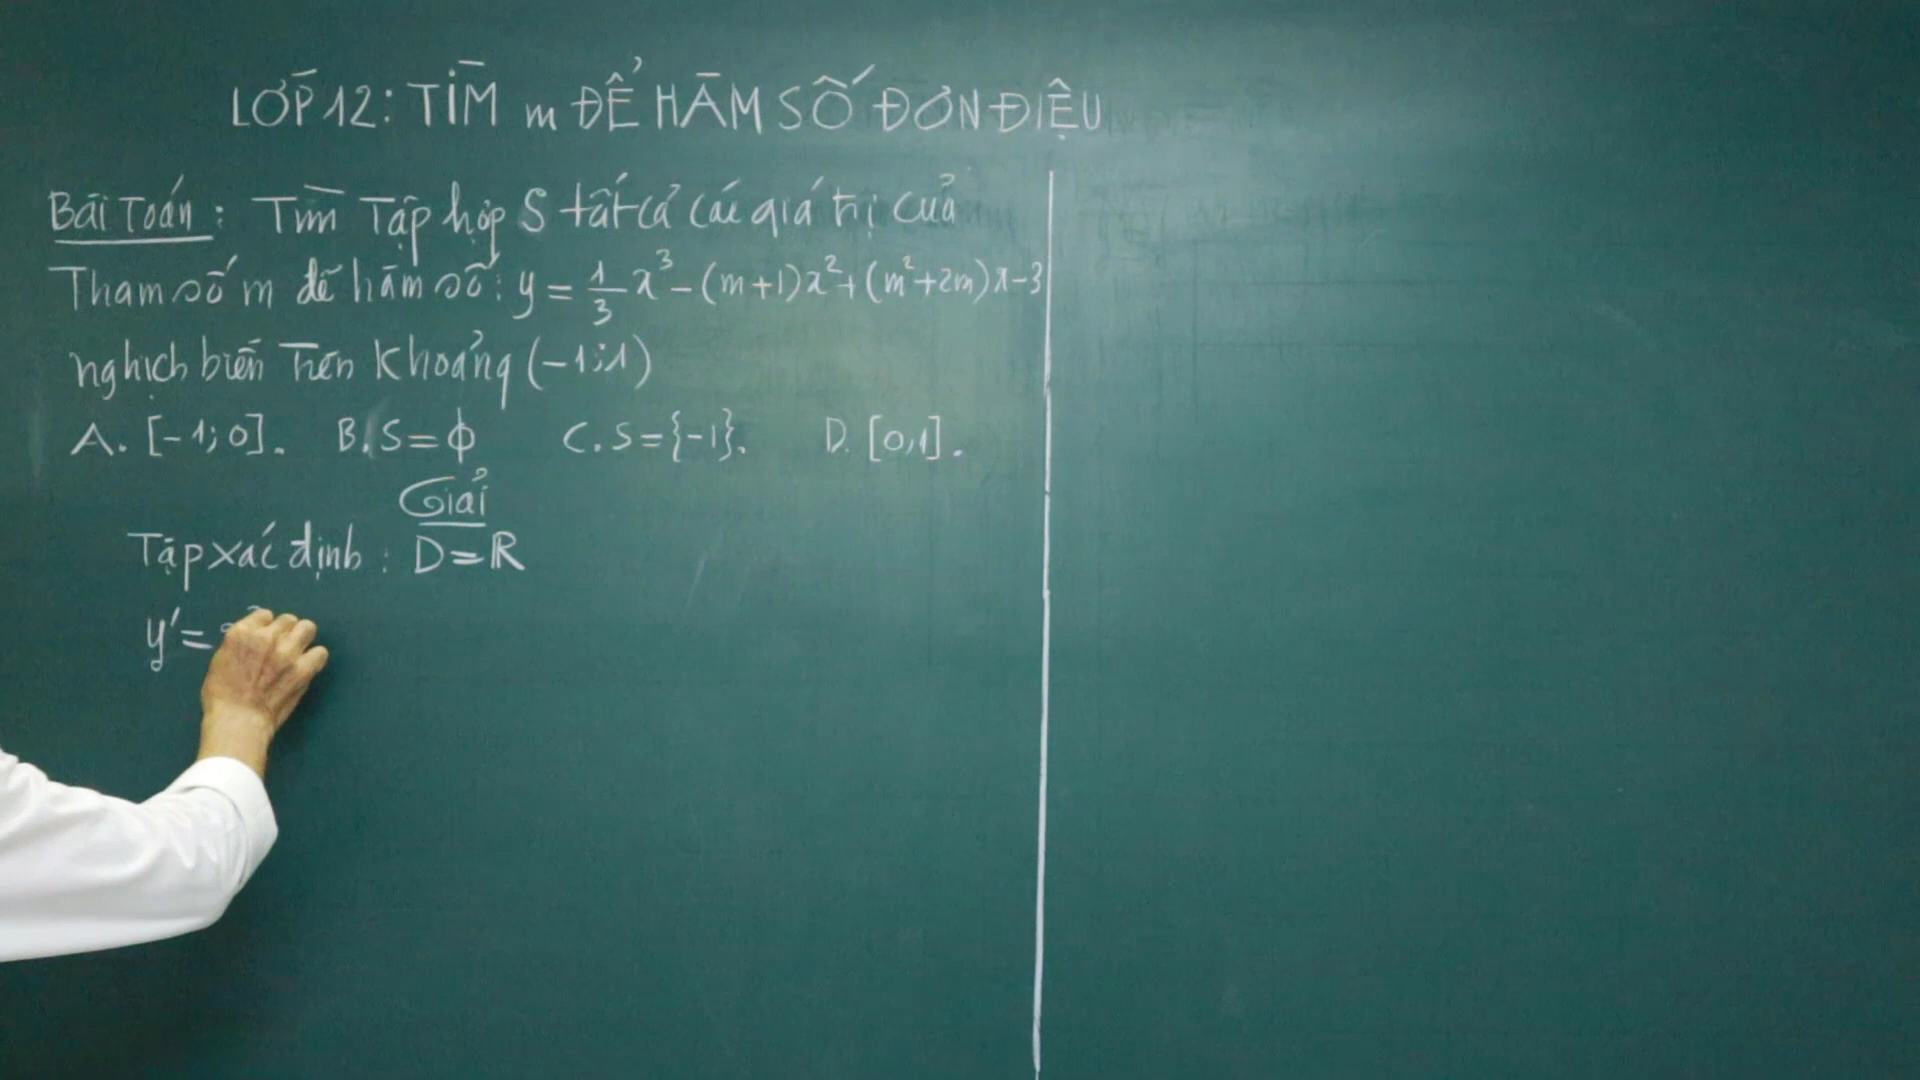 LỚP 12: TÌM m ĐỂ HÀM SỐ ĐƠN ĐIỆU
Bài Toán: Tìm Tập hợp S tất cả các giá trị của
Tham số m để hàm số: y = 1/3 x³ - (m+1)x² + (m²+2m)x - 3
nghịch biến Trên Khoảng (-1;1)
A. [-1; 0]. B. S = ϕ C. S = {-1}. D. [0,1].
Giải
Tập xác định: D = ℝ
y' =